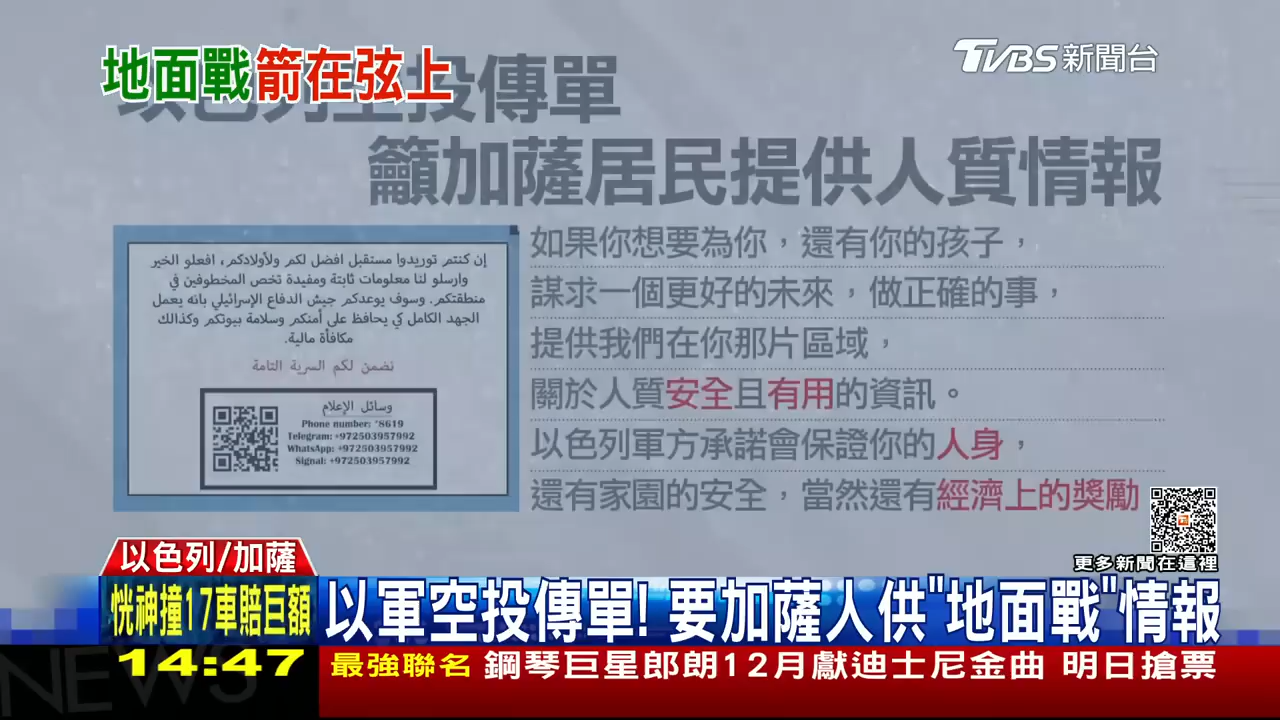 地面戰箭在弦上
TVBS新聞台
以色列空投傳單
籲加薩居民提供人質情報
إن كنتم توريدوا مستقبل افضل لكم ولأولادكم، افعلو الخير
وارسلو لنا معلومات ثابتة ومفيدة تخص المخطوفين في
منطقتكم. وسوف يوعدكم جيش الدفاع الإسرائيلي بانه يعمل
الجهد الكامل كي يحافظ على أمنكم وسلامة بيوتكم وكذالك
مكافأة مالية.
نضمن لكم السرية التامة
وسائل الإعلام
Phone number: *8619
Telegram: +972503957992
WhatsApp: +972503957992
Signal: +972503957992
如果你想要為你，還有你的孩子，
謀求一個更好的未來，做正確的事，
提供我們在你那片區域，
關於人質安全且有用的資訊。
以色列軍方承諾會保證你的人身，
還有家園的安全，當然還有經濟上的獎勵
更多新聞在這裡
以色列/加薩
恍神撞17車賠巨額
以軍空投傳單! 要加薩人供"地面戰"情報
NEWS
14:47
最強聯名 鋼琴巨星郎朗12月獻迪士尼金曲 明日搶票